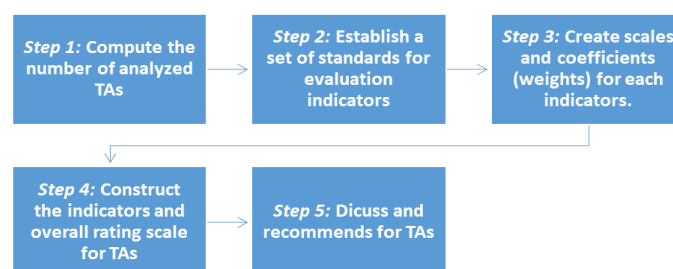 Step 1: Compute the
number of analyzed
TAs
Step 2: Establish a
set of standards for
evaluation
indicators
Step 3: Create scales
and coefficients
(weights) for each
indicators.
Step 4: Construct
the indicators and
overall rating scale
for TAs
Step 5: Dicuss and
recommends for TAs